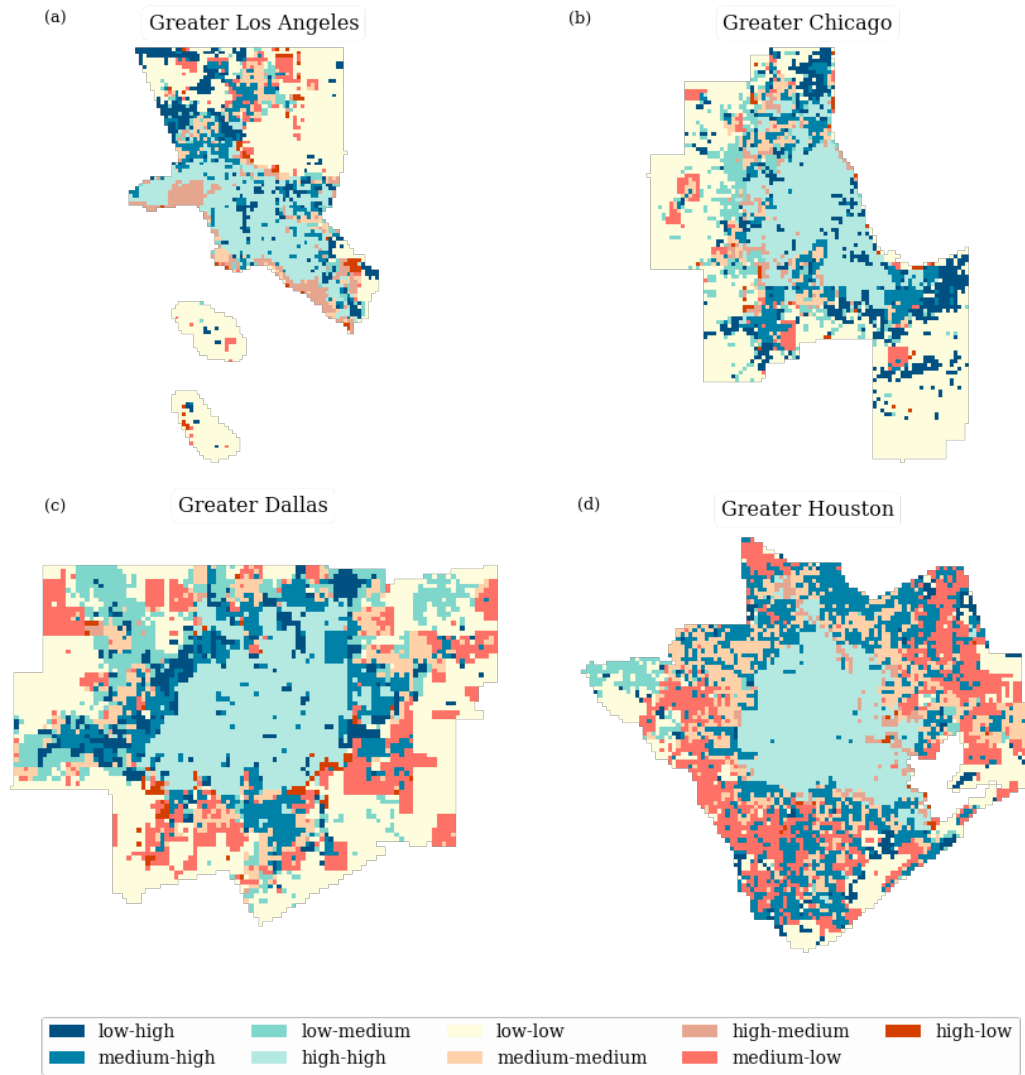 (a)
Greater Los Angeles
(b)
Greater Chicago
(c)
Greater Dallas
(d)
Greater Houston
low-high low-medium low-low high-medium high-low
medium-high high-high medium-medium medium-low